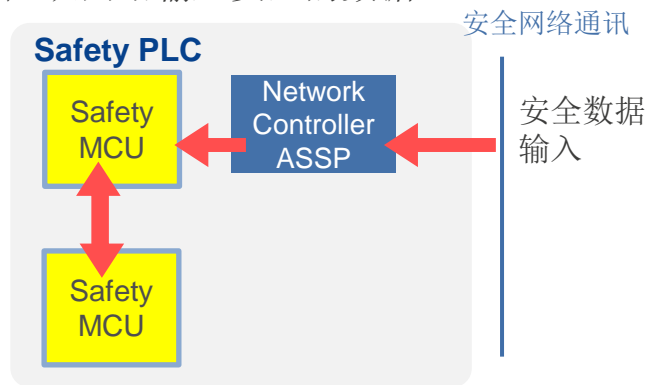 安全网络通讯
Safety PLC
Safety
MCU
Network
Controller
ASSP
安全数据
输入
Safety
MCU